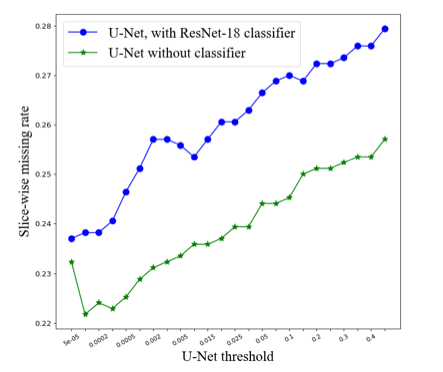 U-Net, with ResNet-18 classifier
U-Net without classifier
Slice-wise missing rate
0.28
0.27
0.26
0.25
0.24
0.23
0.22
5e-05 0.0002 0.0005 0.002 0.005 0.015 0.025 0.05 0.1 0.2 0.3 0.4
U-Net threshold